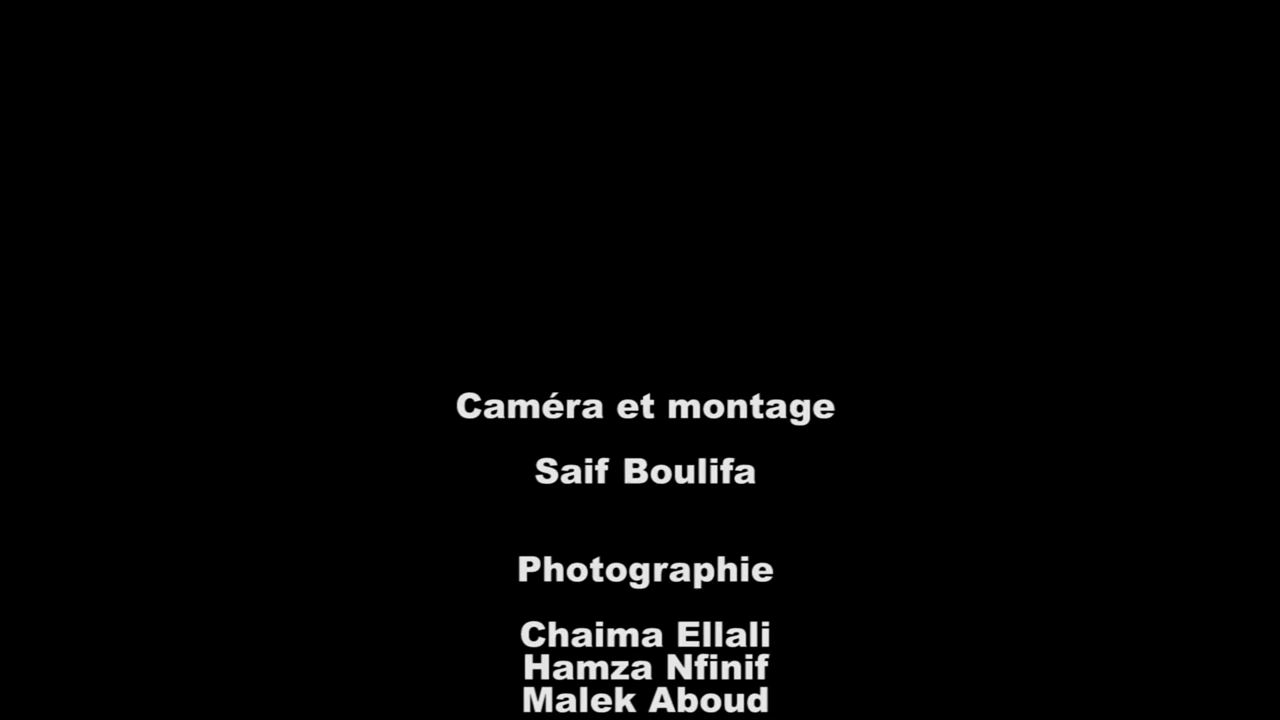 Caméra et montage
Saif Boulifa
Photographie
Chaima Ellali
Hamza Nfinif
Malek Aboud